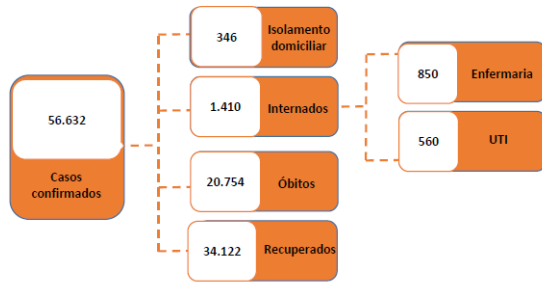 56.632
Casos
confirmados
346
Isolamento
domiciliar
1.410
Internados
20.754
Óbitos
34.122
Recuperados
850
Enfermaria
560
UTI